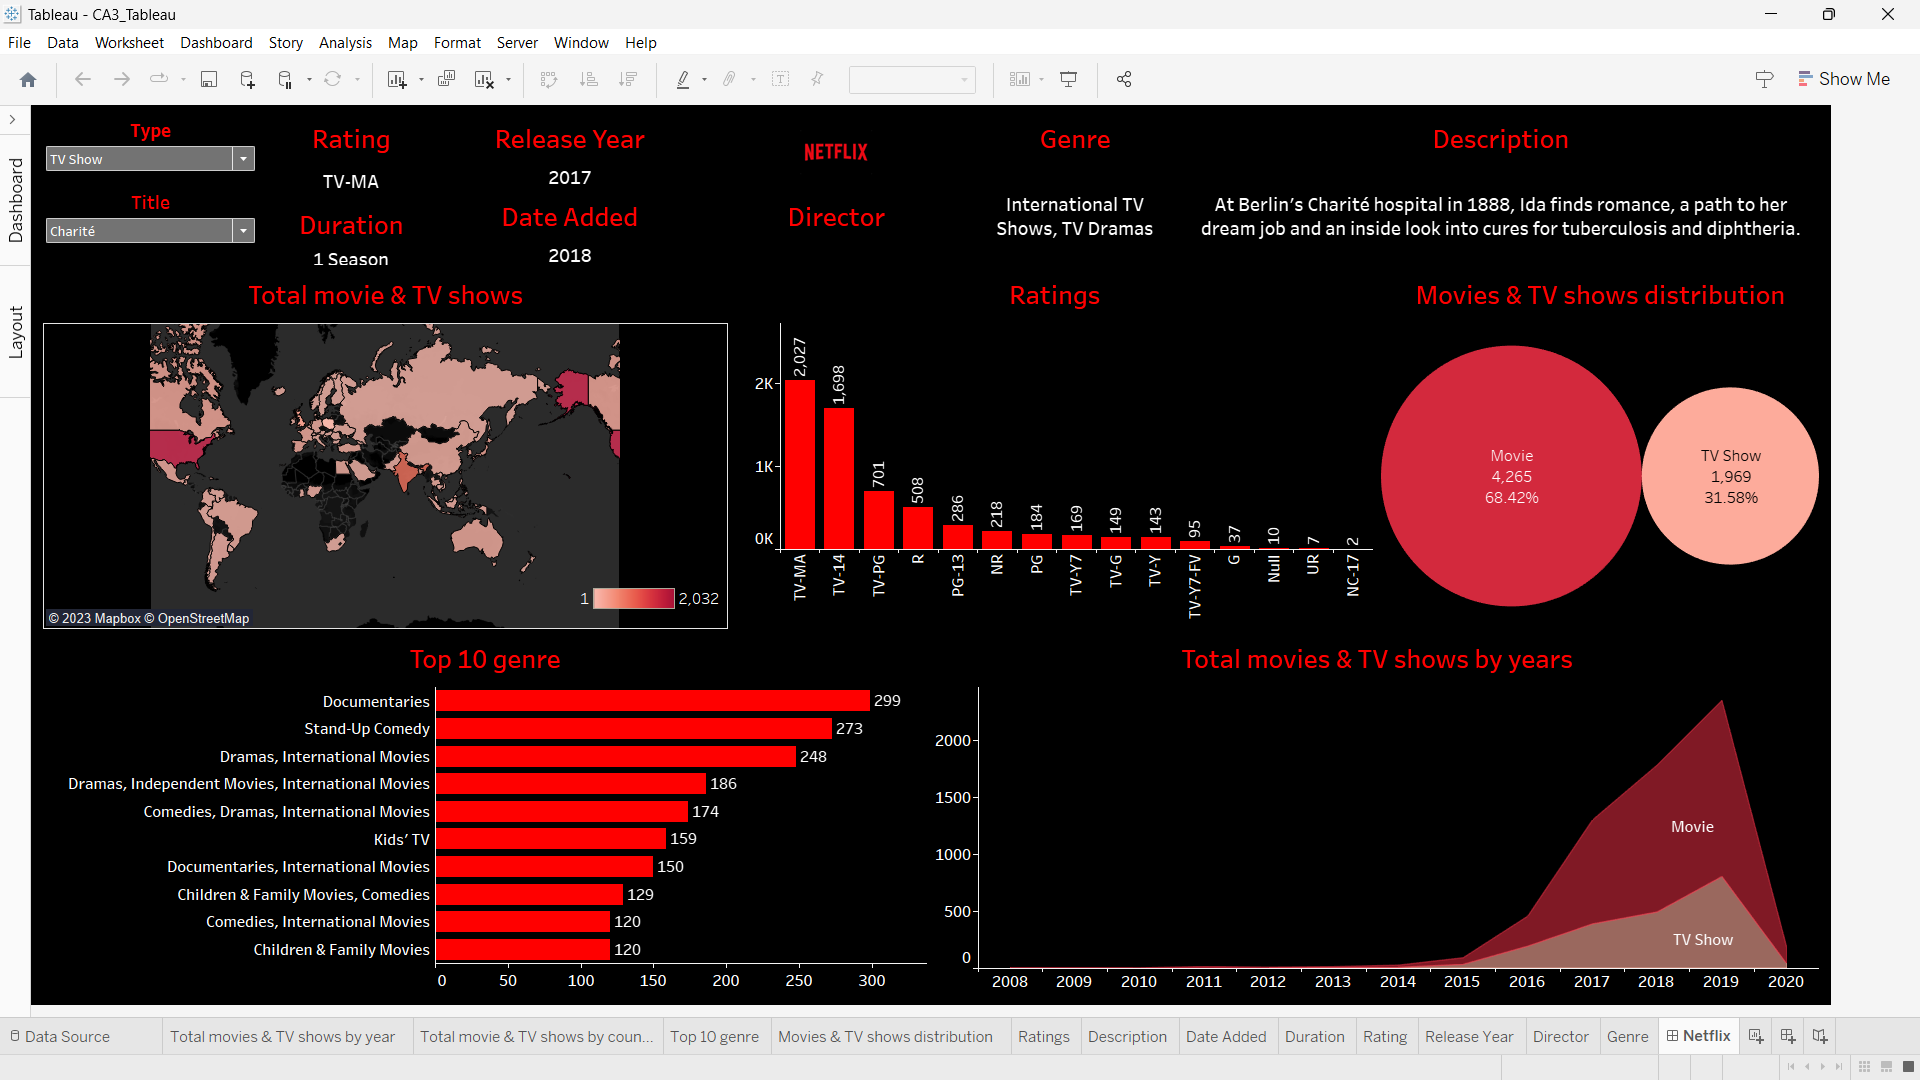 Tableau - CA3_Tableau
File Data Worksheet Dashboard Story Analysis Map Format Server Window Help
Show Me
Dashboard
Layout
Type
TV Show
Title
Charité
Rating
TV-MA
Duration
1 Season
Release Year
2017
Date Added
2018
NETFLIX
Director
Genre
International TV
Shows, TV Dramas
Description
At Berlin’s Charité hospital in 1888, Ida finds romance, a path to her
dream job and an inside look into cures for tuberculosis and diphtheria.
Total movie & TV shows
1 2,032
© 2023 Mapbox © OpenStreetMap
Ratings
2K
1K
0K
2,027 1,698 701 508 286 218 184 169 149 143 95 37 10 7 2
TV-MA TV-14 TV-PG R PG-13 NR PG TV-Y7 TV-G TV-Y TV-Y7-FV G Null UR NC-17
Movies & TV shows distribution
Movie
4,265
68.42%
TV Show
1,969
31.58%
Top 10 genre
Documentaries 299
Stand-Up Comedy 273
Dramas, International Movies 248
Dramas, Independent Movies, International Movies 186
Comedies, Dramas, International Movies 174
Kids’ TV 159
Documentaries, International Movies 150
Children & Family Movies, Comedies 129
Comedies, International Movies 120
Children & Family Movies 120
0 50 100 150 200 250 300
Total movies & TV shows by years
2000
1500
1000
500
0
Movie
TV Show
2008 2009 2010 2011 2012 2013 2014 2015 2016 2017 2018 2019 2020
Data Source Total movies & TV shows by year Total movie & TV shows by coun... Top 10 genre Movies & TV shows distribution Ratings Description Date Added Duration Rating Release Year Director Genre Netflix